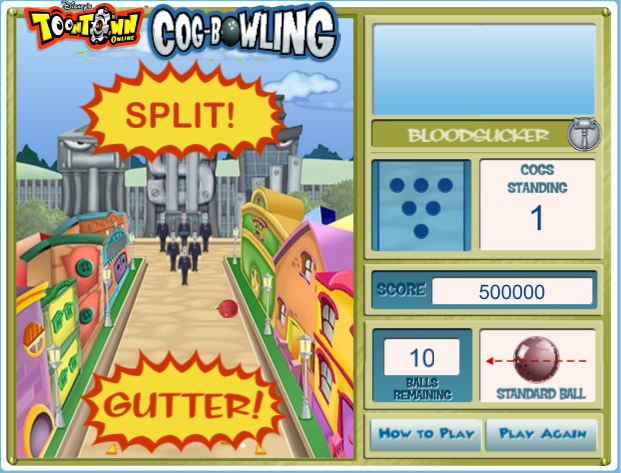 Disney's
TOONTOWN
ONLINE
COG-BOWLING
SPLIT!
BLOODSUCKER
COGS
STANDING
1
SCORE 500000
10
BALLS
REMAINING
STANDARD BALL
GUTTER!
HOW TO PLAY
PLAY AGAIN